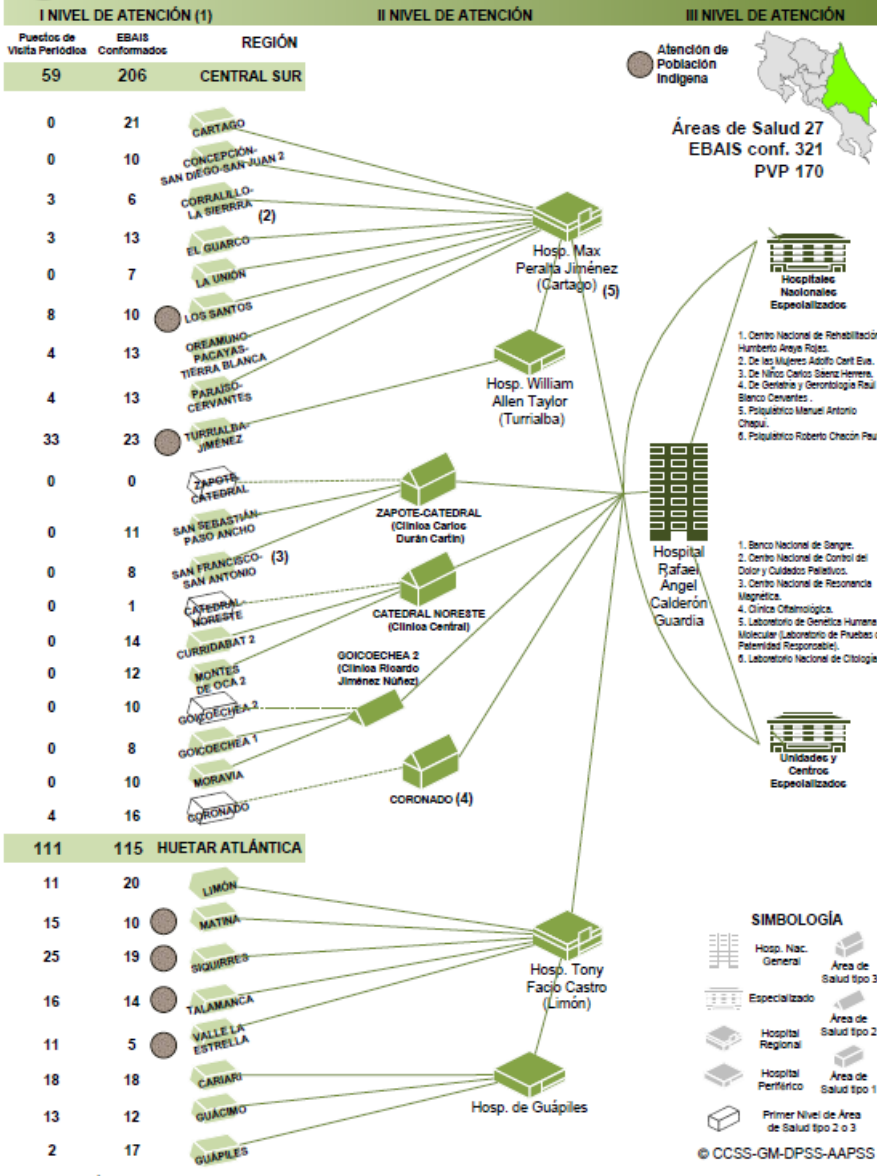 I NIVEL DE ATENCIÓN (1)
II NIVEL DE ATENCIÓN
III NIVEL DE ATENCIÓN
Puestos de
Visita Periódica
EBAIS
Conformados
REGIÓN
59 206 CENTRAL SUR
0 21 CARTAGO
0 10 CONCEPCIÓN-
SAN DIEGO-SAN JUAN 2
3 6 CORRALILLO-
LA SIERRRA
(2)
3 13 EL GUARCO
0 7 LA UNIÓN
8 10 LOS SANTOS
4 13 OREAMUNO-
PACAYAS-
TIERRA BLANCA
4 13 PARAÍSO-
CERVANTES
33 23 TURRIALBA-
JIMÉNEZ
0 0 ZAPOTE-
CATEDRAL
0 11 SAN SEBASTIÁN-
PASO ANCHO
0 8 SAN FRANCISCO-
SAN ANTONIO
(3)
0 1 CATEDRAL-
NORESTE
0 14 CURRIDABAT 2
0 12 MONTES
DE OCA 2
0 10 GOICOECHEA 2
0 8 GOICOECHEA 1
0 10 MORAVIA
4 16 CORONADO
111 115 HUETAR ATLÁNTICA
11 20 LIMÓN
15 10 MATINA
25 19 SIQUIRRES
16 14 TALAMANCA
11 5 VALLE LA
ESTRELLA
18 18 CARIARI
13 12 GUÁCIMO
2 17 GUÁPILES
Hosp. Max
Peralta Jiménez
(Cartago) (5)
Hosp. William
Allen Taylor
(Turrialba)
ZAPOTE-CATEDRAL
(Clínica Carlos
Durán Cartín)
CATEDRAL NORESTE
(Clínica Central)
GOICOECHEA 2
(Clínica Ricardo
Jiménez Núñez)
CORONADO (4)
Hosp. Tony
Facio Castro
(Limón)
Hosp. de Guápiles
Atención de
Población
Indígena
Áreas de Salud 27
EBAIS conf. 321
PVP 170
Hospitales
Nacionales
Especializados
1. Centro Nacional de Rehabilitación
Humberto Araya Rojas.
2. De las Mujeres Adolfo Carit Eva.
3. De Niños Carlos Sáenz Herrera.
4. De Geriatría y Gerontología Raúl
Blanco Cervantes .
5. Psiquiátrico Manuel Antonio
Chapuí.
6. Psiquiátrico Roberto Chacón Pau
Hospital
Rafael
Ángel
Calderón
Guardia
1. Banco Nacional de Sangre.
2. Centro Nacional de Control del
Dolor y Cuidados Paliativos.
3. Centro Nacional de Resonancia
Magnética.
4. Clínica Oftalmológica.
5. Laboratorio de Genética Humana
Molecular (Laboratorio de Pruebas
Paternidad Responsable).
6. Laboratorio Nacional de Citología
Unidades y
Centros
Especializados
SIMBOLOGÍA
Hosp. Nac.
General
Área de
Salud tipo 3
Especializado
Área de
Salud tipo 2
Hospital
Regional
Hospital
Periférico
Área de
Salud tipo 1
Primer Nivel de Área
de Salud tipo 2 o 3
© CCSS-GM-DPSS-AAPSS